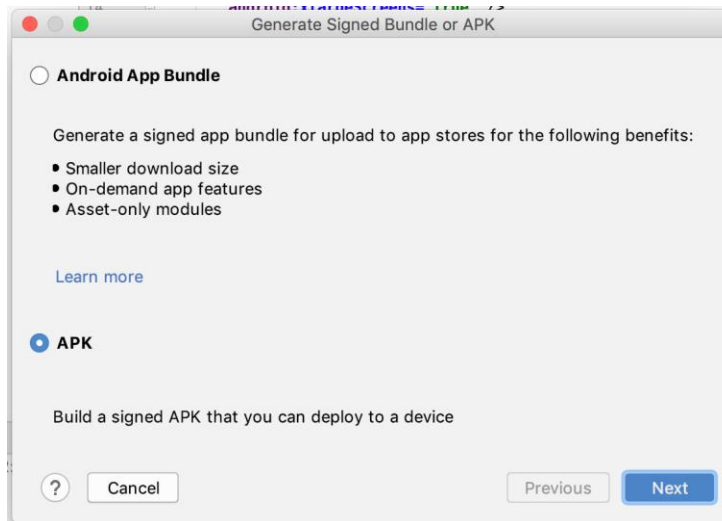 Generate Signed Bundle or APK
Android App Bundle
Generate a signed app bundle for upload to app stores for the following benefits:
• Smaller download size
• On-demand app features
• Asset-only modules
Learn more
APK
Build a signed APK that you can deploy to a device
?
Cancel
Previous
Next